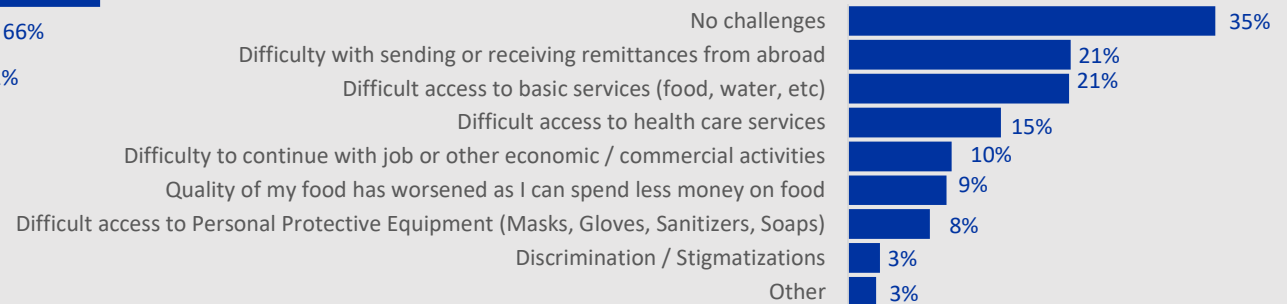 66%
No challenges 35%
Difficulty with sending or receiving remittances from abroad 21%
Difficult access to basic services (food, water, etc) 21%
Difficult access to health care services 15%
Difficulty to continue with job or other economic / commercial activities 10%
Quality of my food has worsened as I can spend less money on food 9%
Difficult access to Personal Protective Equipment (Masks, Gloves, Sanitizers, Soaps) 8%
Discrimination / Stigmatizations 3%
Other 3%